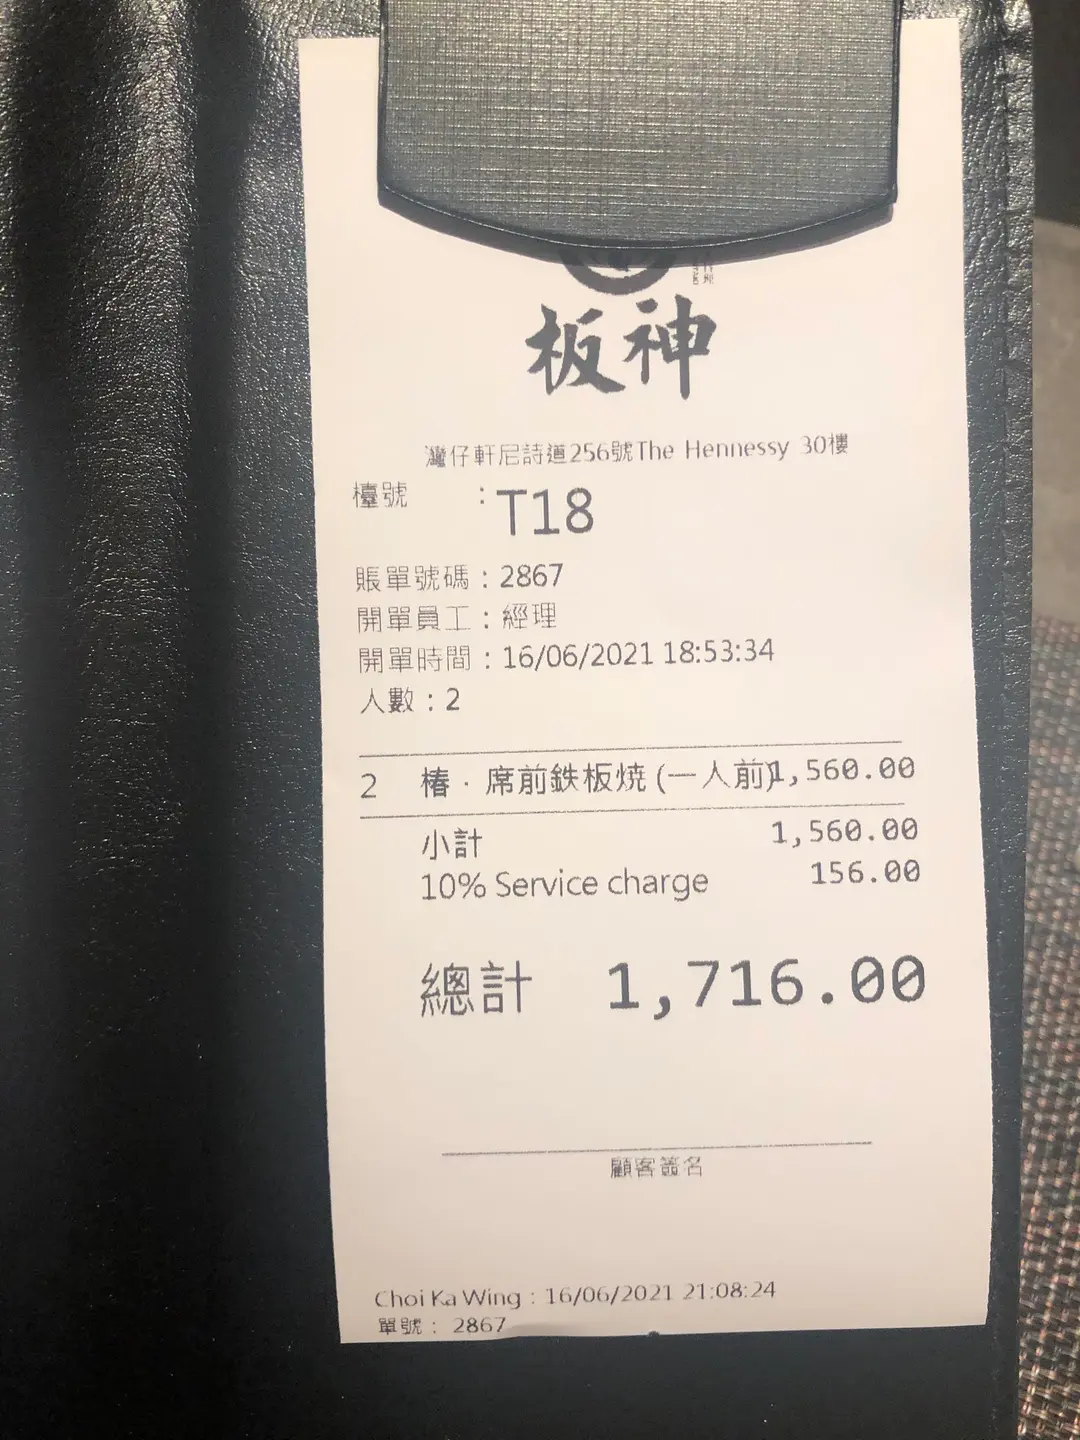 板神
灣仔軒尼詩道256號The Hennessy 30樓
檯號 : T18
賬單號碼 : 2867
開單員工 : 經理
開單時間 : 16/06/2021 18:53:34
人數 : 2
2 椿 · 席前鉄板焼 (一人前) 1,560.00
小計 1,560.00
10% Service charge 156.00
總計 1,716.00
顧客簽名
Choi Ka Wing : 16/06/2021 21:08:24
單號 : 2867